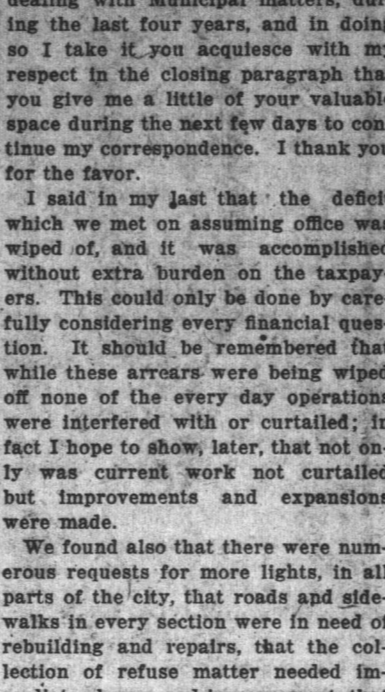 dealing with Municipal matters, dur
ing the last four years, and in doing
so I take it you acquiesce with my
respect in the closing paragraph tha
you give me a little of your valuabl
space during the next few days to con
tinue my correspondence. I thank you
for the favor.
I said in my last that the defici
which we met on assuming office was
wiped of, and it was accomplished
without extra burden on the taxpay-
ers. This could only be done by care-
fully considering every financial ques-
tion. It should be remembered that
while these arrears were being wiped
off none of the every day operations
were interfered with or curtailed; in
fact I hope to show, later, that not on-
ly was current work not curtailed
but improvements and expansions
were made.
We found also that there were num-
erous requests for more lights, in all
parts of the city, that roads and side-
walks in every section were in need of
rebuilding and repairs, that the col-
lection of refuse matter needed im-